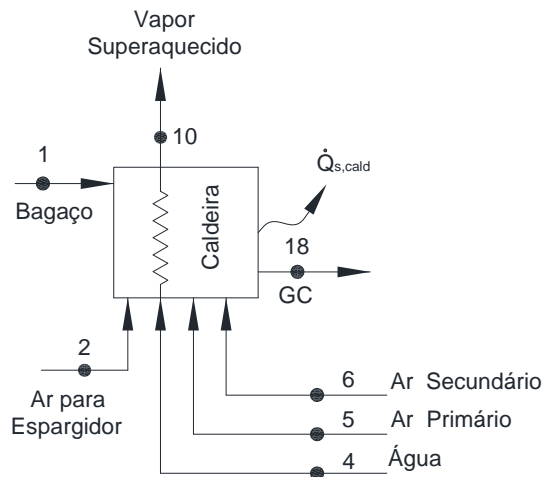 Vapor
Superaquecido
10
1
Bagaço
Caldeira
Q̇s,cald
18
GC
2
Ar para
Espargidor
6 Ar Secundário
5 Ar Primário
4 Água